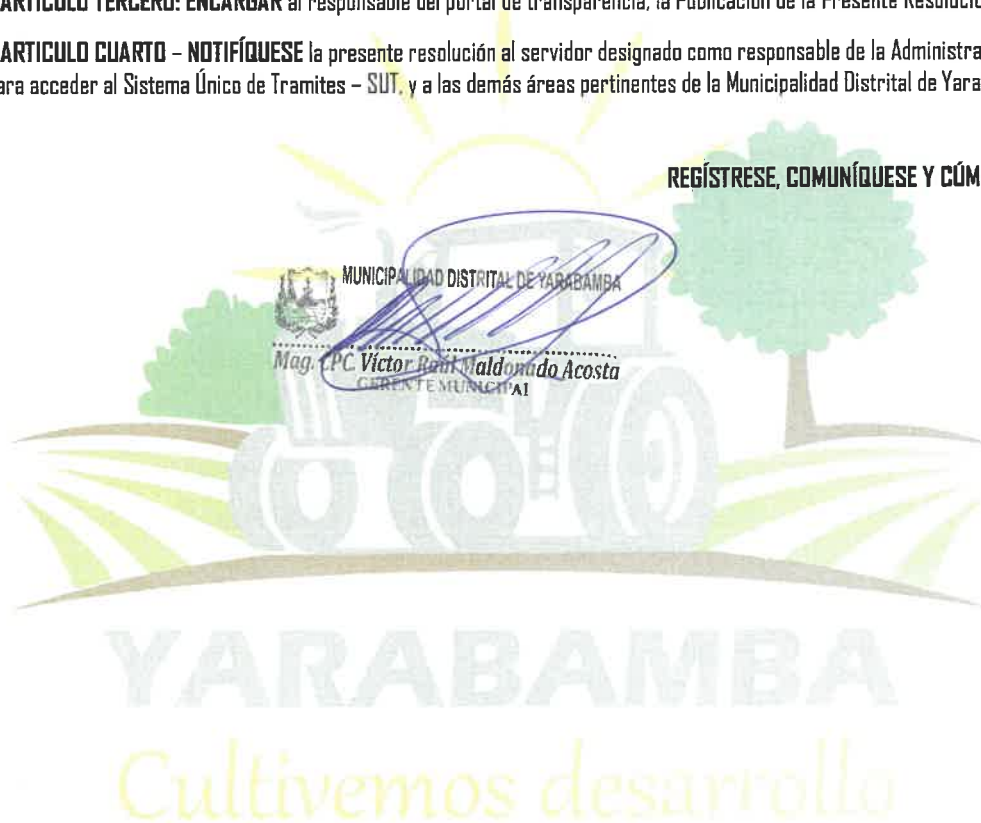 ARTICULO TERCERO: ENCARGAR al responsable del portal de transparencia, la Publicación de la Presente Resolució
ARTICULO CUARTO – NOTIFÍQUESE la presente resolución al servidor designado como responsable de la Administra
ara acceder al Sistema Único de Tramites – SUT, y a las demás áreas pertinentes de la Municipalidad Distrital de Yara
REGÍSTRESE, COMUNÍQUESE Y CÚM
MUNICIPALIDAD DISTRITAL DE YARABAMBA
Mag. CPC. Víctor Raúl Maldonado Acosta
GERENTE MUNICIPAL
YARABAMBA
Cultivemos desarrollo